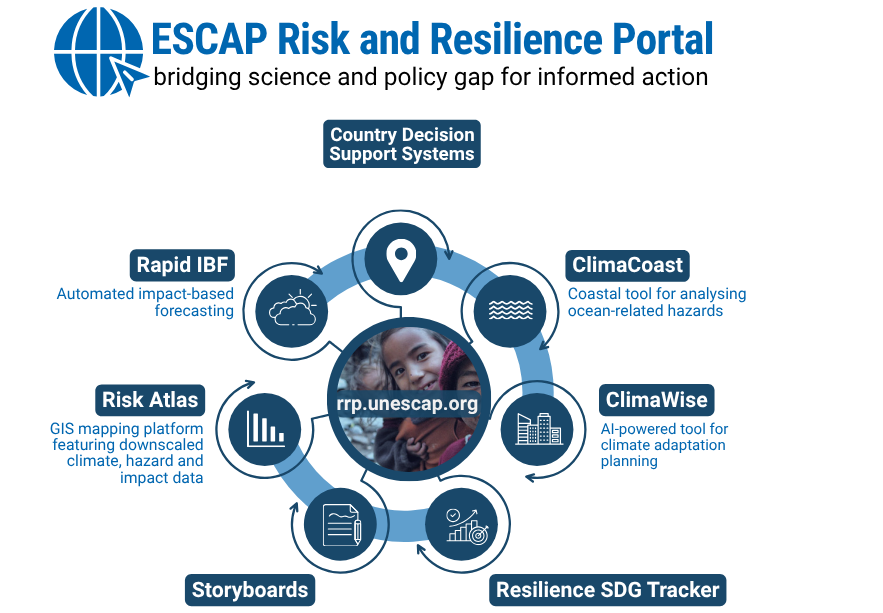 ESCAP Risk and Resilience Portal
bridging science and policy gap for informed action
Country Decision
Support Systems
Rapid IBF
Automated impact-based
forecasting
ClimaCoast
Coastal tool for analysing
ocean-related hazards
rrp.unescap.org
Risk Atlas
GIS mapping platform
featuring downscaled
climate, hazard and
impact data
ClimaWise
AI-powered tool for
climate adaptation
planning
Storyboards
Resilience SDG Tracker